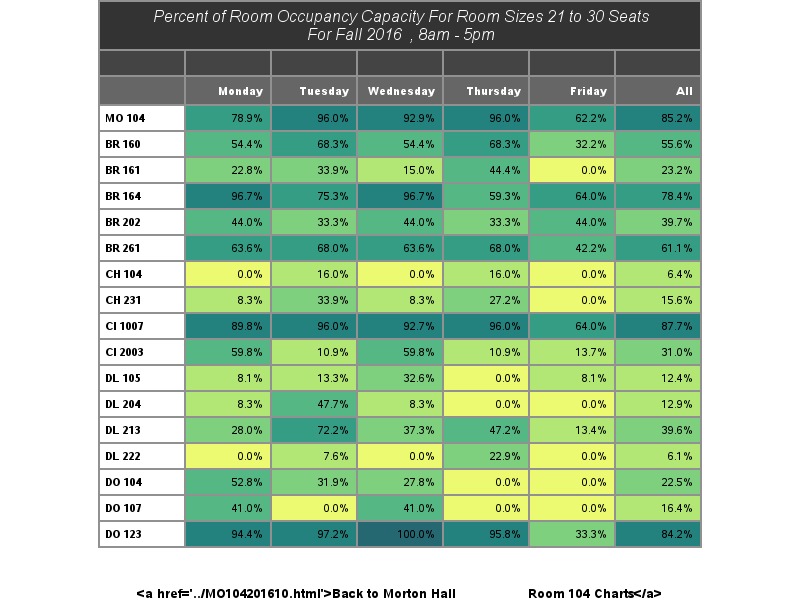 Percent of Room Occupancy Capacity For Room Sizes 21 to 30 Seats
For Fall 2016 , 8am - 5pm
Monday Tuesday Wednesday Thursday Friday All
MO 104 78.9% 96.0% 92.9% 96.0% 62.2% 85.2%
BR 160 54.4% 68.3% 54.4% 68.3% 32.2% 55.6%
BR 161 22.8% 33.9% 15.0% 44.4% 0.0% 23.2%
BR 164 96.7% 75.3% 96.7% 59.3% 64.0% 78.4%
BR 202 44.0% 33.3% 44.0% 33.3% 44.0% 39.7%
BR 261 63.6% 68.0% 63.6% 68.0% 42.2% 61.1%
CH 104 0.0% 16.0% 0.0% 16.0% 0.0% 6.4%
CH 231 8.3% 33.9% 8.3% 27.2% 0.0% 15.6%
CI 1007 89.8% 96.0% 92.7% 96.0% 64.0% 87.7%
CI 2003 59.8% 10.9% 59.8% 10.9% 13.7% 31.0%
DL 105 8.1% 13.3% 32.6% 0.0% 8.1% 12.4%
DL 204 8.3% 47.7% 8.3% 0.0% 0.0% 12.9%
DL 213 28.0% 72.2% 37.3% 47.2% 13.4% 39.6%
DL 222 0.0% 7.6% 0.0% 22.9% 0.0% 6.1%
DO 104 52.8% 31.9% 27.8% 0.0% 0.0% 22.5%
DO 107 41.0% 0.0% 41.0% 0.0% 0.0% 16.4%
DO 123 94.4% 97.2% 100.0% 95.8% 33.3% 84.2%
<a href='../MO104201610.html'>Back to Morton Hall Room 104 Charts</a>